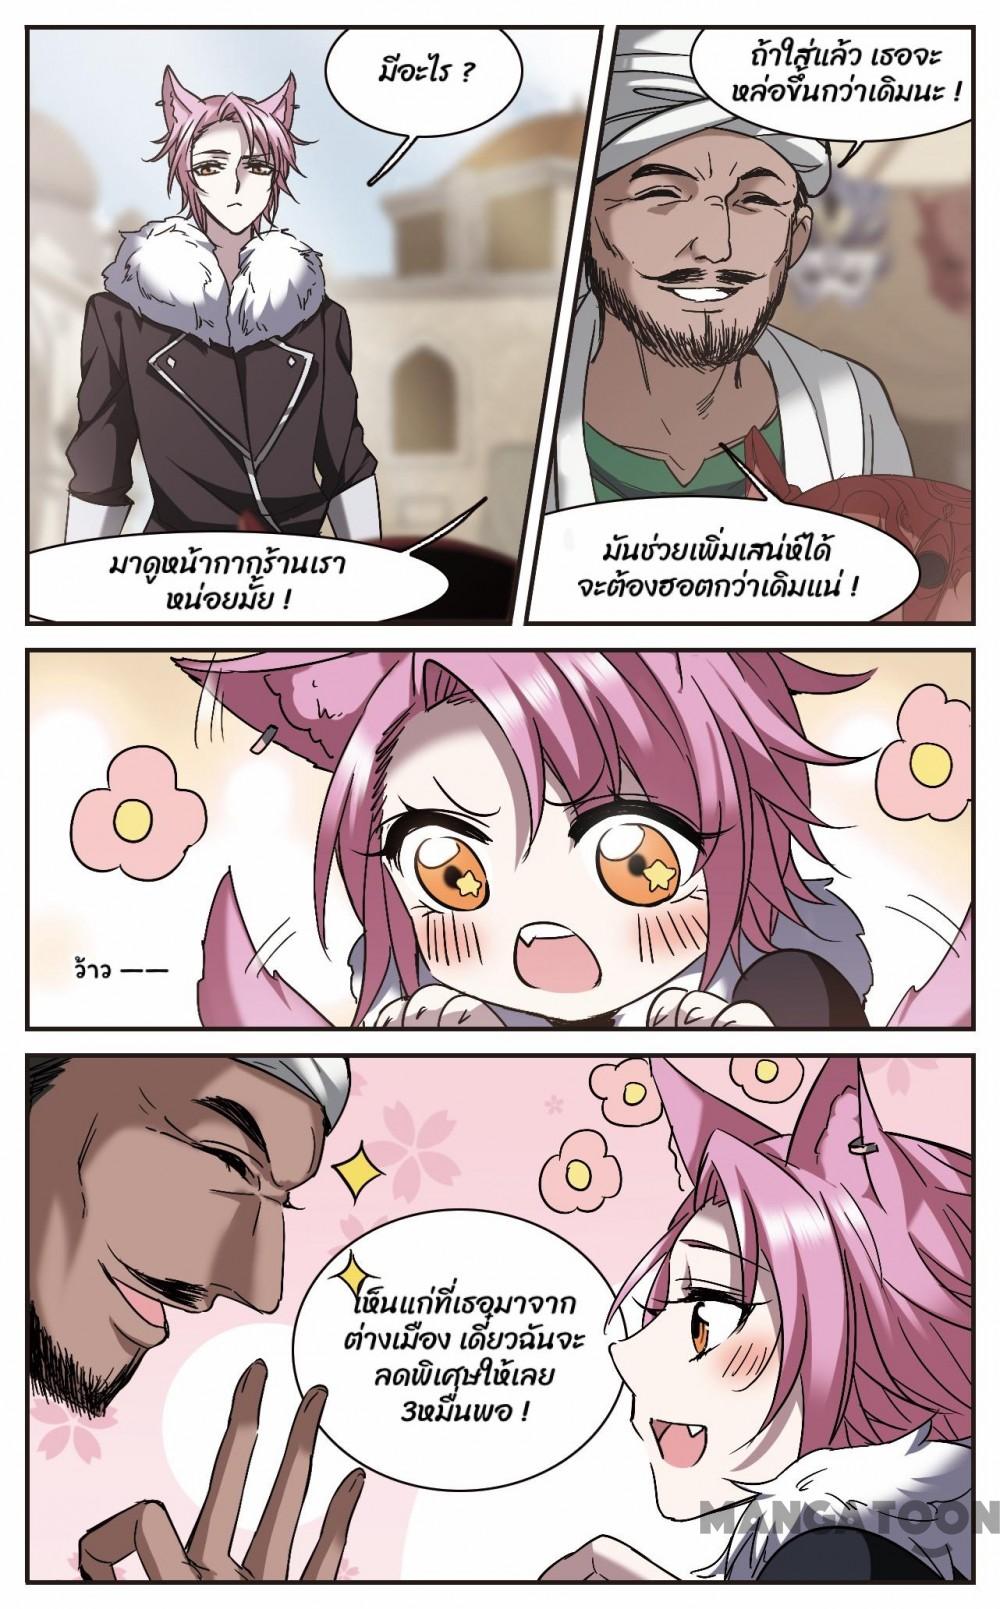 มีอะไร ?
มาดูหน้ากากร้านเรา
หน่อยมั้ย !
ถ้าใส่แล้ว เธอจะ
หล่อขึ้นกว่าเดิมนะ !
มันช่วยเพิ่มเสน่ห์ได้
จะต้องฮอตกว่าเดิมแน่ !
ว้าว ——
เห็นแก่ที่เธอมาจาก
ต่างเมือง เดี๋ยวฉันจะ
ลดพิเศษให้เลย
3หมื่นพอ !
MANGATOON